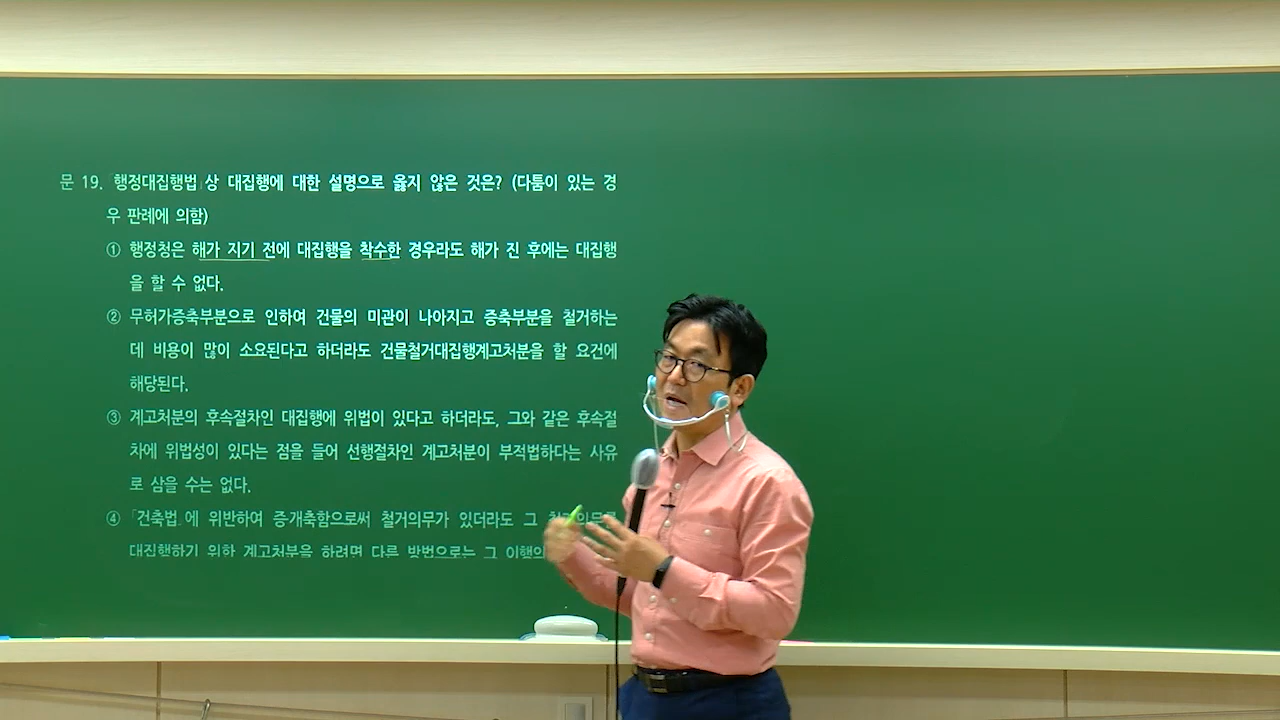 문 19. 「행정대집행법」상 대집행에 대한 설명으로 옳지 않은 것은? (다툼이 있는 경
우 판례에 의함)
① 행정청은 해가 지기 전에 대집행을 착수한 경우라도 해가 진 후에는 대집행
을 할 수 없다.
② 무허가증축부분으로 인하여 건물의 미관이 나아지고 증축부분을 철거하는
데 비용이 많이 소요된다고 하더라도 건물철거대집행계고처분을 할 요건에
해당된다.
③ 계고처분의 후속절차인 대집행에 위법이 있다고 하더라도, 그와 같은 후속절
차에 위법성이 있다는 점을 들어 선행절차인 계고처분이 부적법하다는 사유
로 삼을 수는 없다.
④ 「건축법」에 위반하여 증개축함으로써 철거의무가 있더라도 그
대집행하기 위한 계고처분을 하려면 다른 방법으로는 그